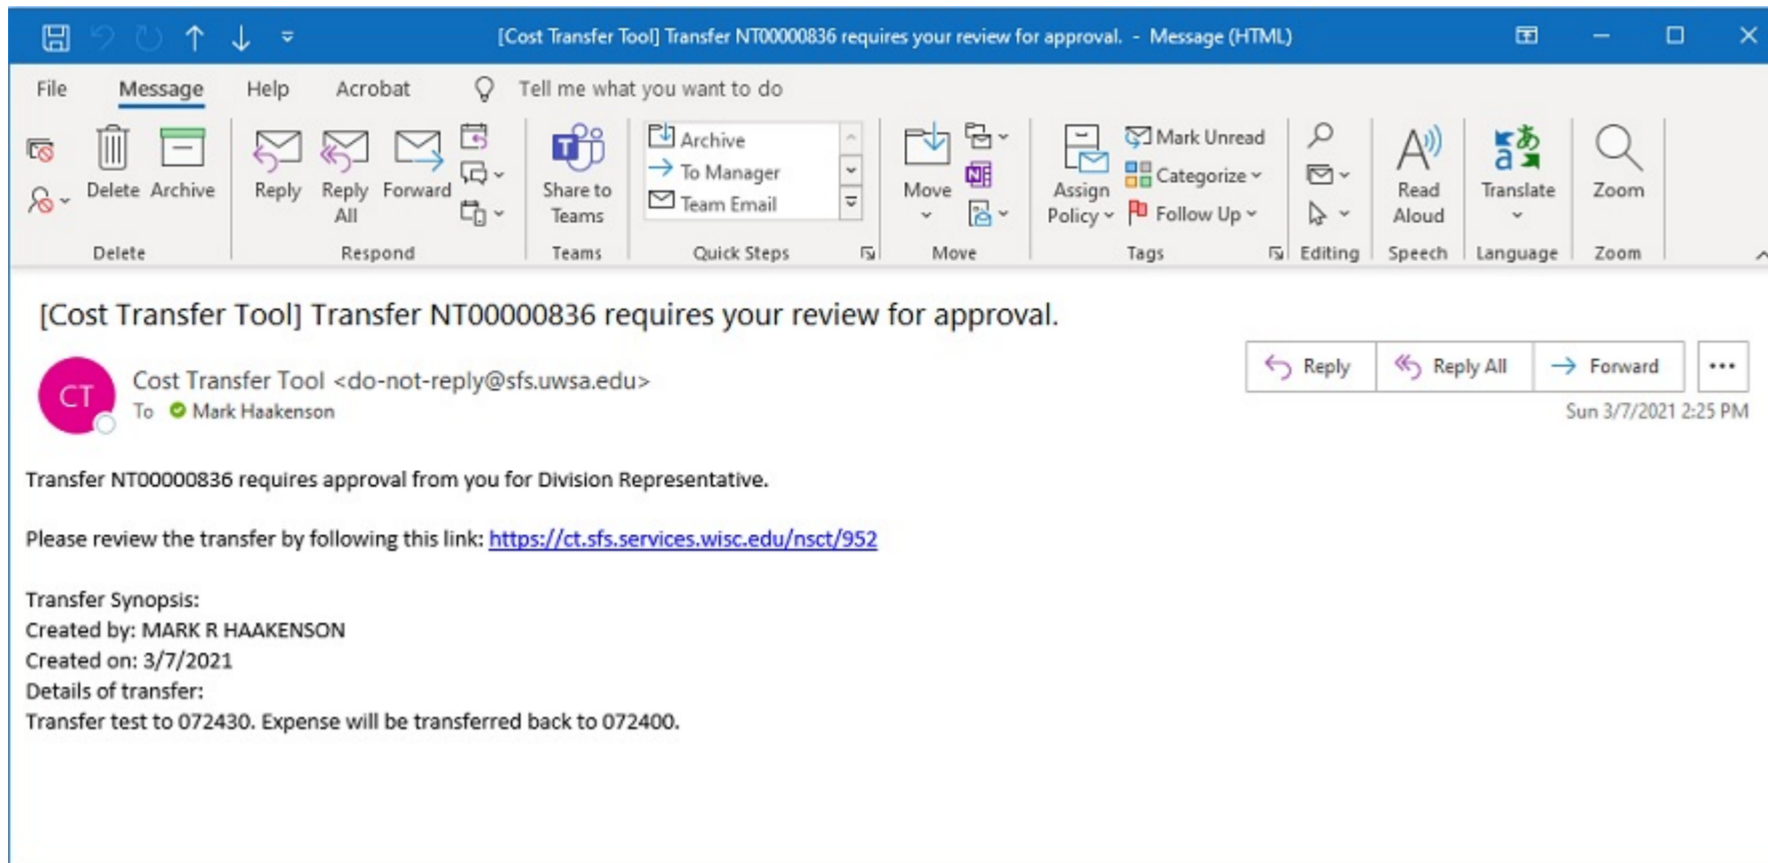 [Cost Transfer Tool] Transfer NT00000836 requires your review for approval. - Message (HTML)
File Message Help Acrobat Tell me what you want to do
Delete Archive Reply Reply All Forward Share to Teams Archive To Manager Team Email Move Assign Policy Mark Unread Categorize Follow Up Read Aloud Translate Zoom
Delete Respond Teams Quick Steps Move Tags Editing Speech Language Zoom
[Cost Transfer Tool] Transfer NT00000836 requires your review for approval.
CT
Cost Transfer Tool <do-not-reply@sfs.uwsa.edu>
To Mark Haakenson
Reply Reply All Forward
Sun 3/7/2021 2:25 PM
Transfer NT00000836 requires approval from you for Division Representative.
Please review the transfer by following this link: https://ct.sfs.services.wisc.edu/nsct/952
Transfer Synopsis:
Created by: MARK R HAAKENSON
Created on: 3/7/2021
Details of transfer:
Transfer test to 072430. Expense will be transferred back to 072400.